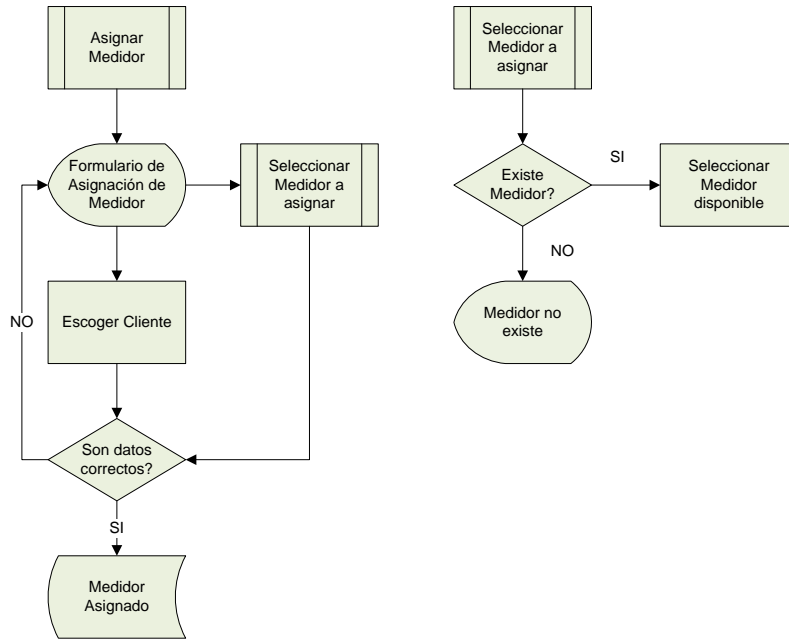 Asignar
Medidor
Formulario de
Asignación de
Medidor
Seleccionar
Medidor a
asignar
Escoger Cliente
NO
Son datos
correctos?
SI
Medidor
Asignado
Seleccionar
Medidor a
asignar
Existe
Medidor?
SI
Seleccionar
Medidor
disponible
NO
Medidor no
existe